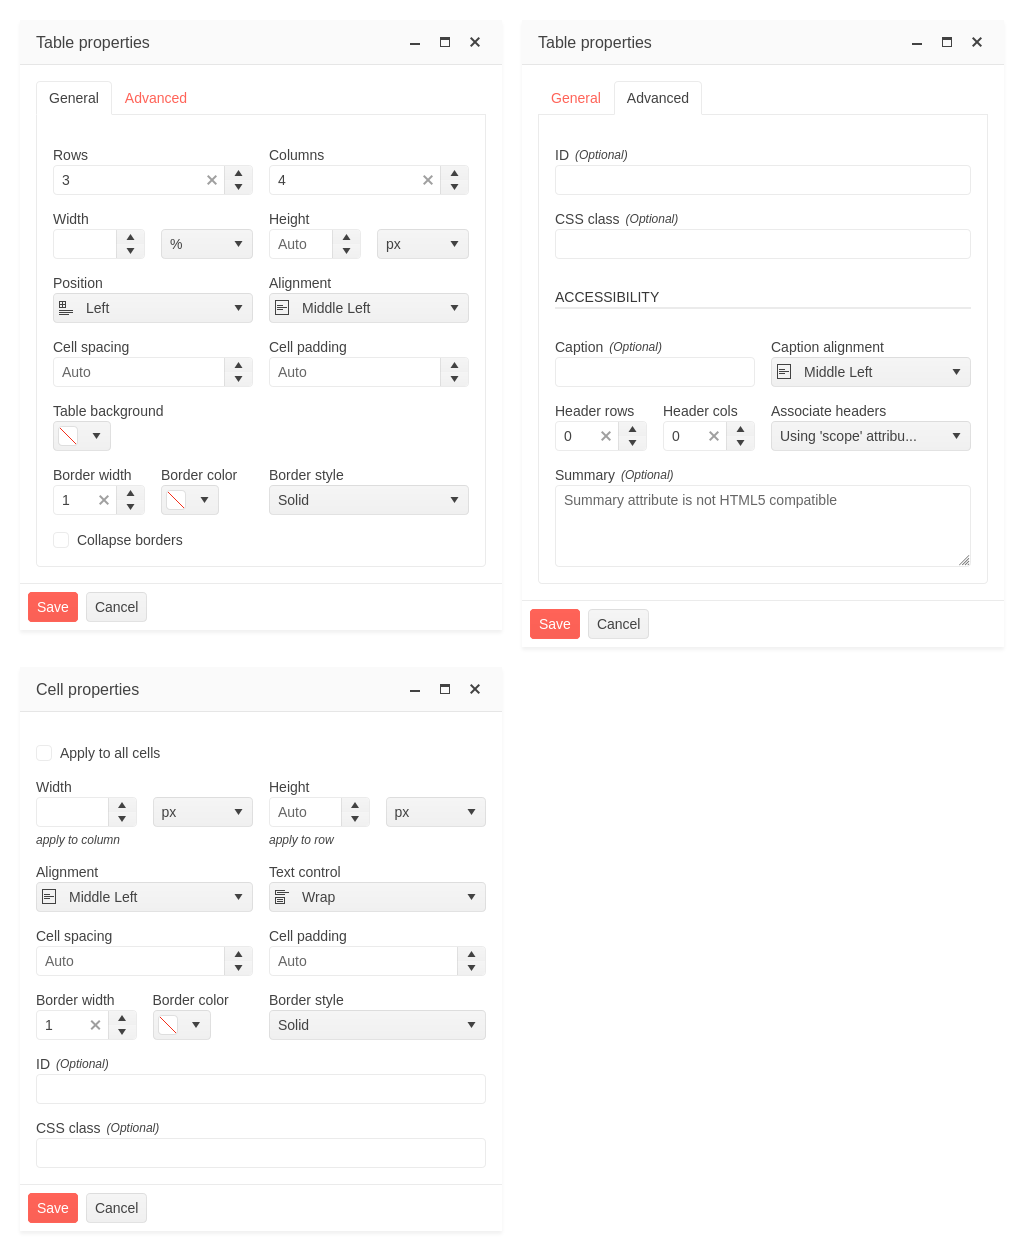 Table properties
General Advanced
Rows Columns
3 4
Width Height
% Auto px
Position Alignment
Left Middle Left
Cell spacing Cell padding
Auto Auto
Table background
Border width Border color Border style
1 Solid
Collapse borders
Save Cancel
Table properties
General Advanced
ID (Optional)
CSS class (Optional)
ACCESSIBILITY
Caption (Optional) Caption alignment
Middle Left
Header rows Header cols Associate headers
0 0 Using 'scope' attribu...
Summary (Optional)
Summary attribute is not HTML5 compatible
Save Cancel
Cell properties
Apply to all cells
Width Height
px Auto px
apply to column apply to row
Alignment Text control
Middle Left Wrap
Cell spacing Cell padding
Auto Auto
Border width Border color Border style
1 Solid
ID (Optional)
CSS class (Optional)
Save Cancel